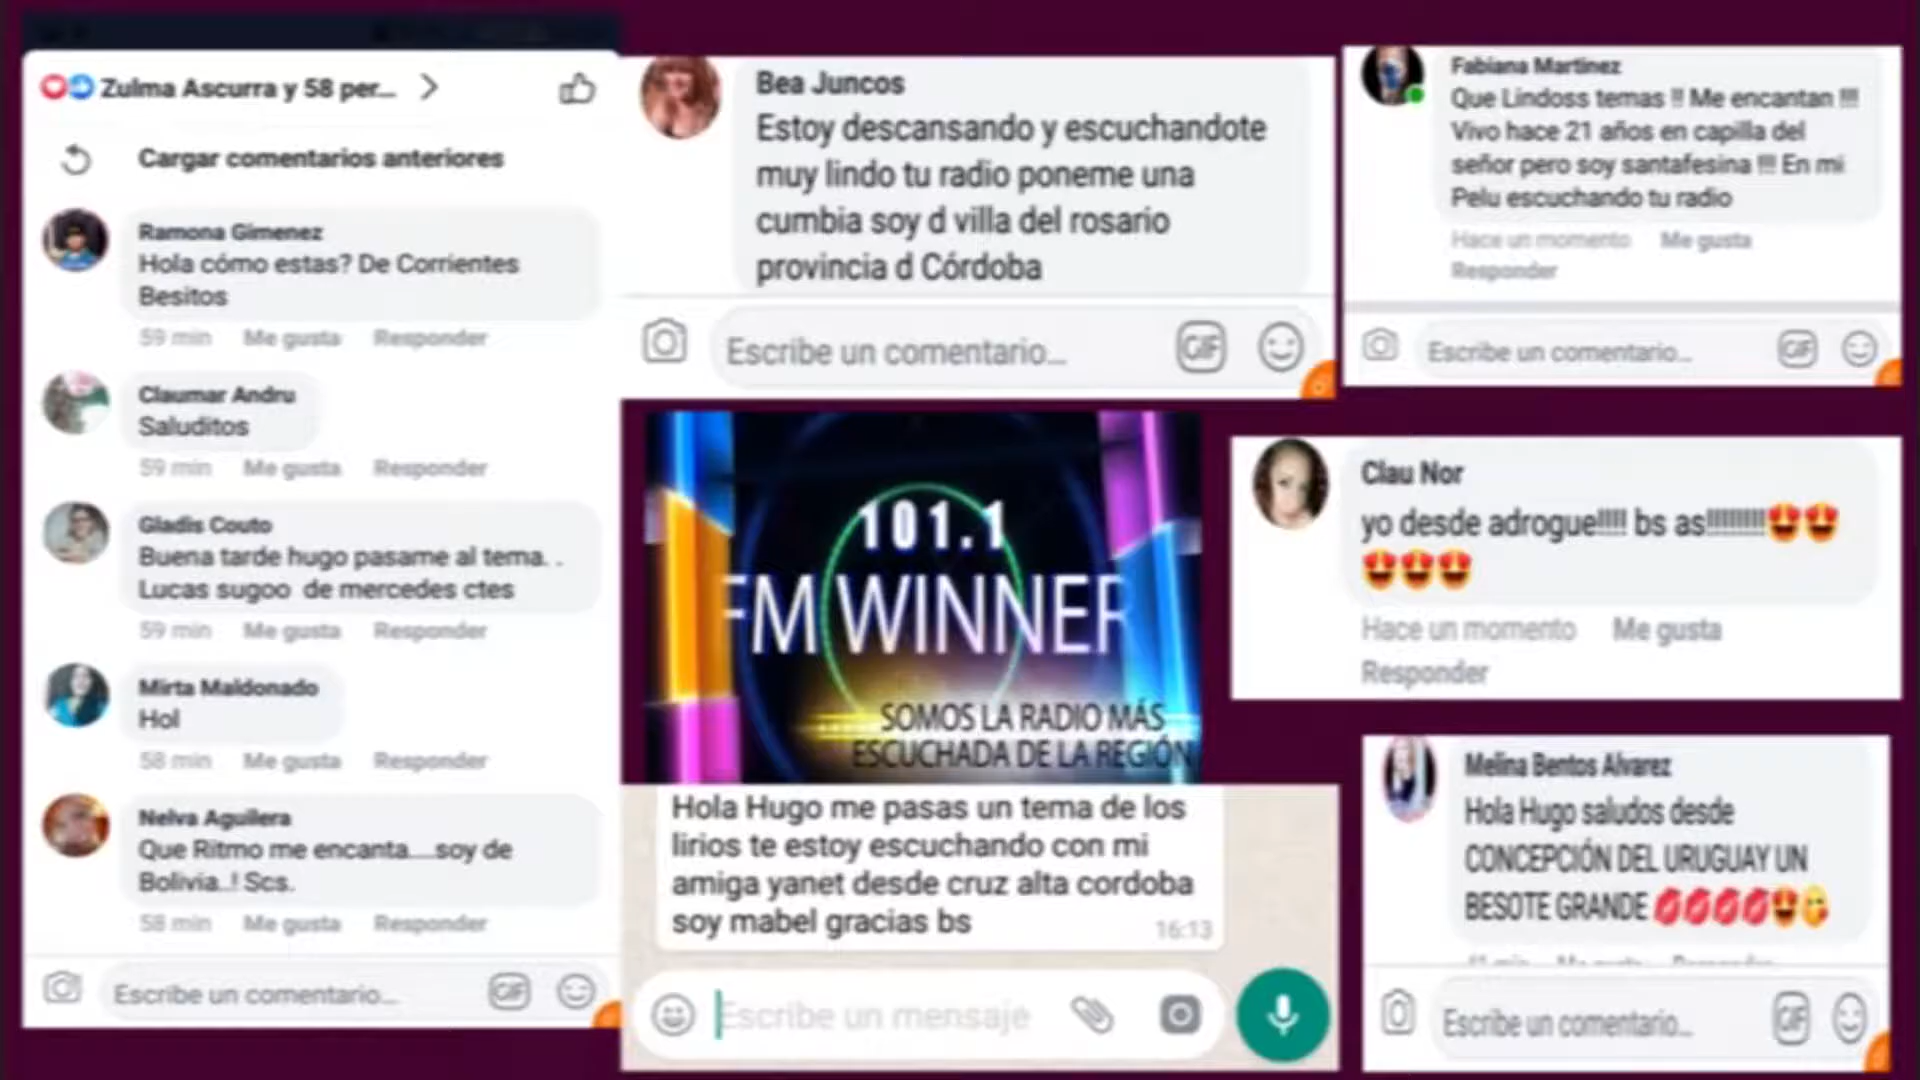 Zulma Ascurra y 58 per...
Cargar comentarios anteriores
Ramona Gimenez
Hola cómo estas? De Corrientes
Besitos
59 min Me gusta Responder
Claumar Andru
Saluditos
59 min Me gusta Responder
Gladis Couto
Buena tarde hugo pasame al tema. .
Lucas sugoo de mercedes ctes
59 min Me gusta Responder
Mirta Maldonado
Hol
58 min Me gusta Responder
Nelva Aguilera
Que Ritmo me encanta....soy de
Bolivia..! Scs.
58 min Me gusta Responder
Escribe un comentario...
GIF
Bea Juncos
Estoy descansando y escuchandote
muy lindo tu radio poneme una
cumbia soy d villa del rosario
provincia d Córdoba
Escribe un comentario...
GIF
101.1
FM WINNER
SOMOS LA RADIO MÁS
ESCUCHADA DE LA REGIÓN
Hola Hugo me pasas un tema de los
lirios te estoy escuchando con mi
amiga yanet desde cruz alta cordoba
soy mabel gracias bs
16:13
Escribe un mensaje
Fabiana Martinez
Que Lindoss temas !! Me encantan !!!
Vivo hace 21 años en capilla del
señor pero soy santafesina !!! En mi
Pelu escuchando tu radio
Hace un momento Me gusta
Responder
Escribe un comentario...
GIF
Clau Nor
yo desde adrogue!!!! bs as!!!!!!!!😍😍
😍😍😍
Hace un momento Me gusta
Responder
Melina Bentos Alvarez
Hola Hugo saludos desde
CONCEPCIÓN DEL URUGUAY UN
BESOTE GRANDE 💋💋💋💋😍😘
Escribe un comentario...
GIF